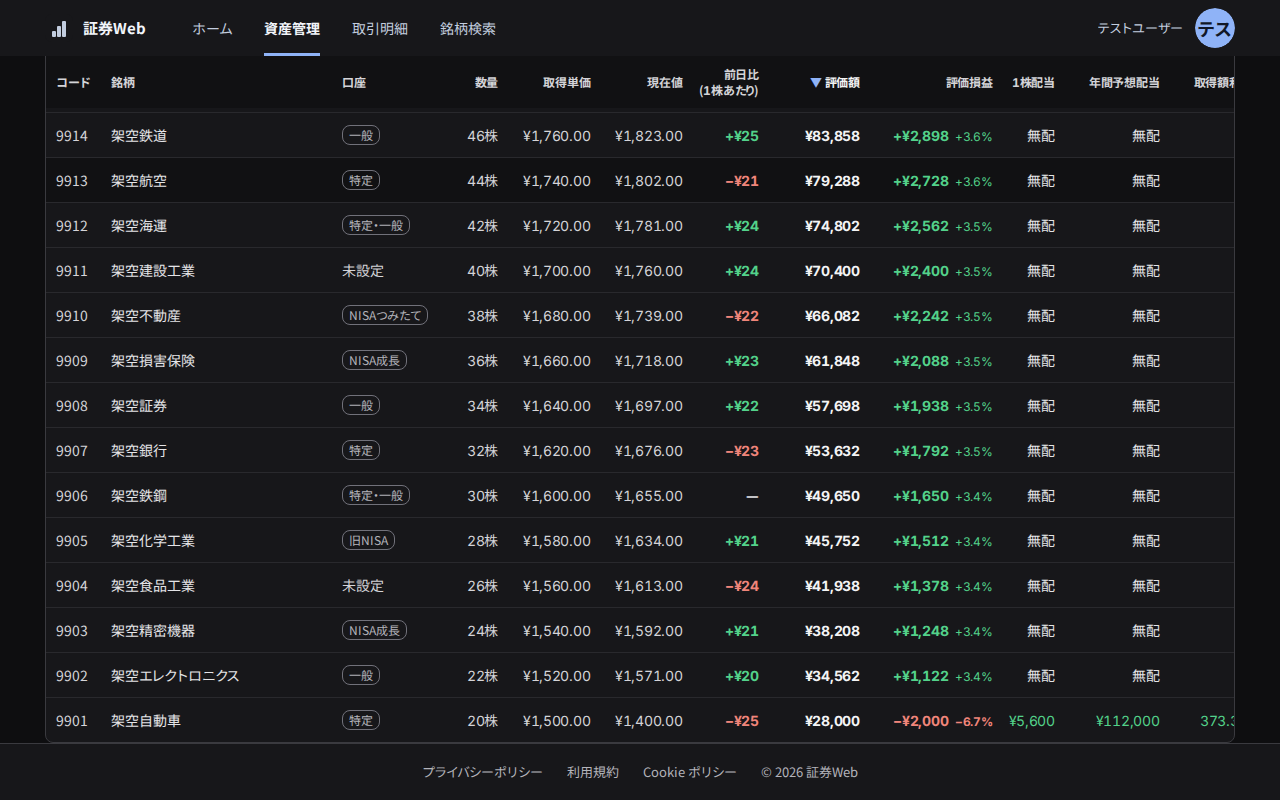 証券Web ホーム 資産管理 取引明細 銘柄検索 テストユーザー テス
コード 銘柄 口座 数量 取得単価 現在値 前日比 (1株あたり) ▼評価額 評価損益 1株配当 年間予想配当 取得額
9914 架空鉄道 一般 46株 ¥1,760.00 ¥1,823.00 +¥25 ¥83,858 +¥2,898 +3.6% 無配 無配
9913 架空航空 特定 44株 ¥1,740.00 ¥1,802.00 −¥21 ¥79,288 +¥2,728 +3.6% 無配 無配
9912 架空海運 特定・一般 42株 ¥1,720.00 ¥1,781.00 +¥24 ¥74,802 +¥2,562 +3.5% 無配 無配
9911 架空建設工業 未設定 40株 ¥1,700.00 ¥1,760.00 +¥24 ¥70,400 +¥2,400 +3.5% 無配 無配
9910 架空不動産 NISAつみたて 38株 ¥1,680.00 ¥1,739.00 −¥22 ¥66,082 +¥2,242 +3.5% 無配 無配
9909 架空損害保険 NISA成長 36株 ¥1,660.00 ¥1,718.00 +¥23 ¥61,848 +¥2,088 +3.5% 無配 無配
9908 架空証券 一般 34株 ¥1,640.00 ¥1,697.00 +¥22 ¥57,698 +¥1,938 +3.5% 無配 無配
9907 架空銀行 特定 32株 ¥1,620.00 ¥1,676.00 −¥23 ¥53,632 +¥1,792 +3.5% 無配 無配
9906 架空鉄鋼 特定・一般 30株 ¥1,600.00 ¥1,655.00 — ¥49,650 +¥1,650 +3.4% 無配 無配
9905 架空化学工業 旧NISA 28株 ¥1,580.00 ¥1,634.00 +¥21 ¥45,752 +¥1,512 +3.4% 無配 無配
9904 架空食品工業 未設定 26株 ¥1,560.00 ¥1,613.00 −¥24 ¥41,938 +¥1,378 +3.4% 無配 無配
9903 架空精密機器 NISA成長 24株 ¥1,540.00 ¥1,592.00 +¥21 ¥38,208 +¥1,248 +3.4% 無配 無配
9902 架空エレクトロニクス 一般 22株 ¥1,520.00 ¥1,571.00 +¥20 ¥34,562 +¥1,122 +3.4% 無配 無配
9901 架空自動車 特定 20株 ¥1,500.00 ¥1,400.00 −¥25 ¥28,000 −¥2,000 −6.7% ¥5,600 ¥112,000 373.3
プライバシーポリシー 利用規約 Cookie ポリシー © 2026 証券Web